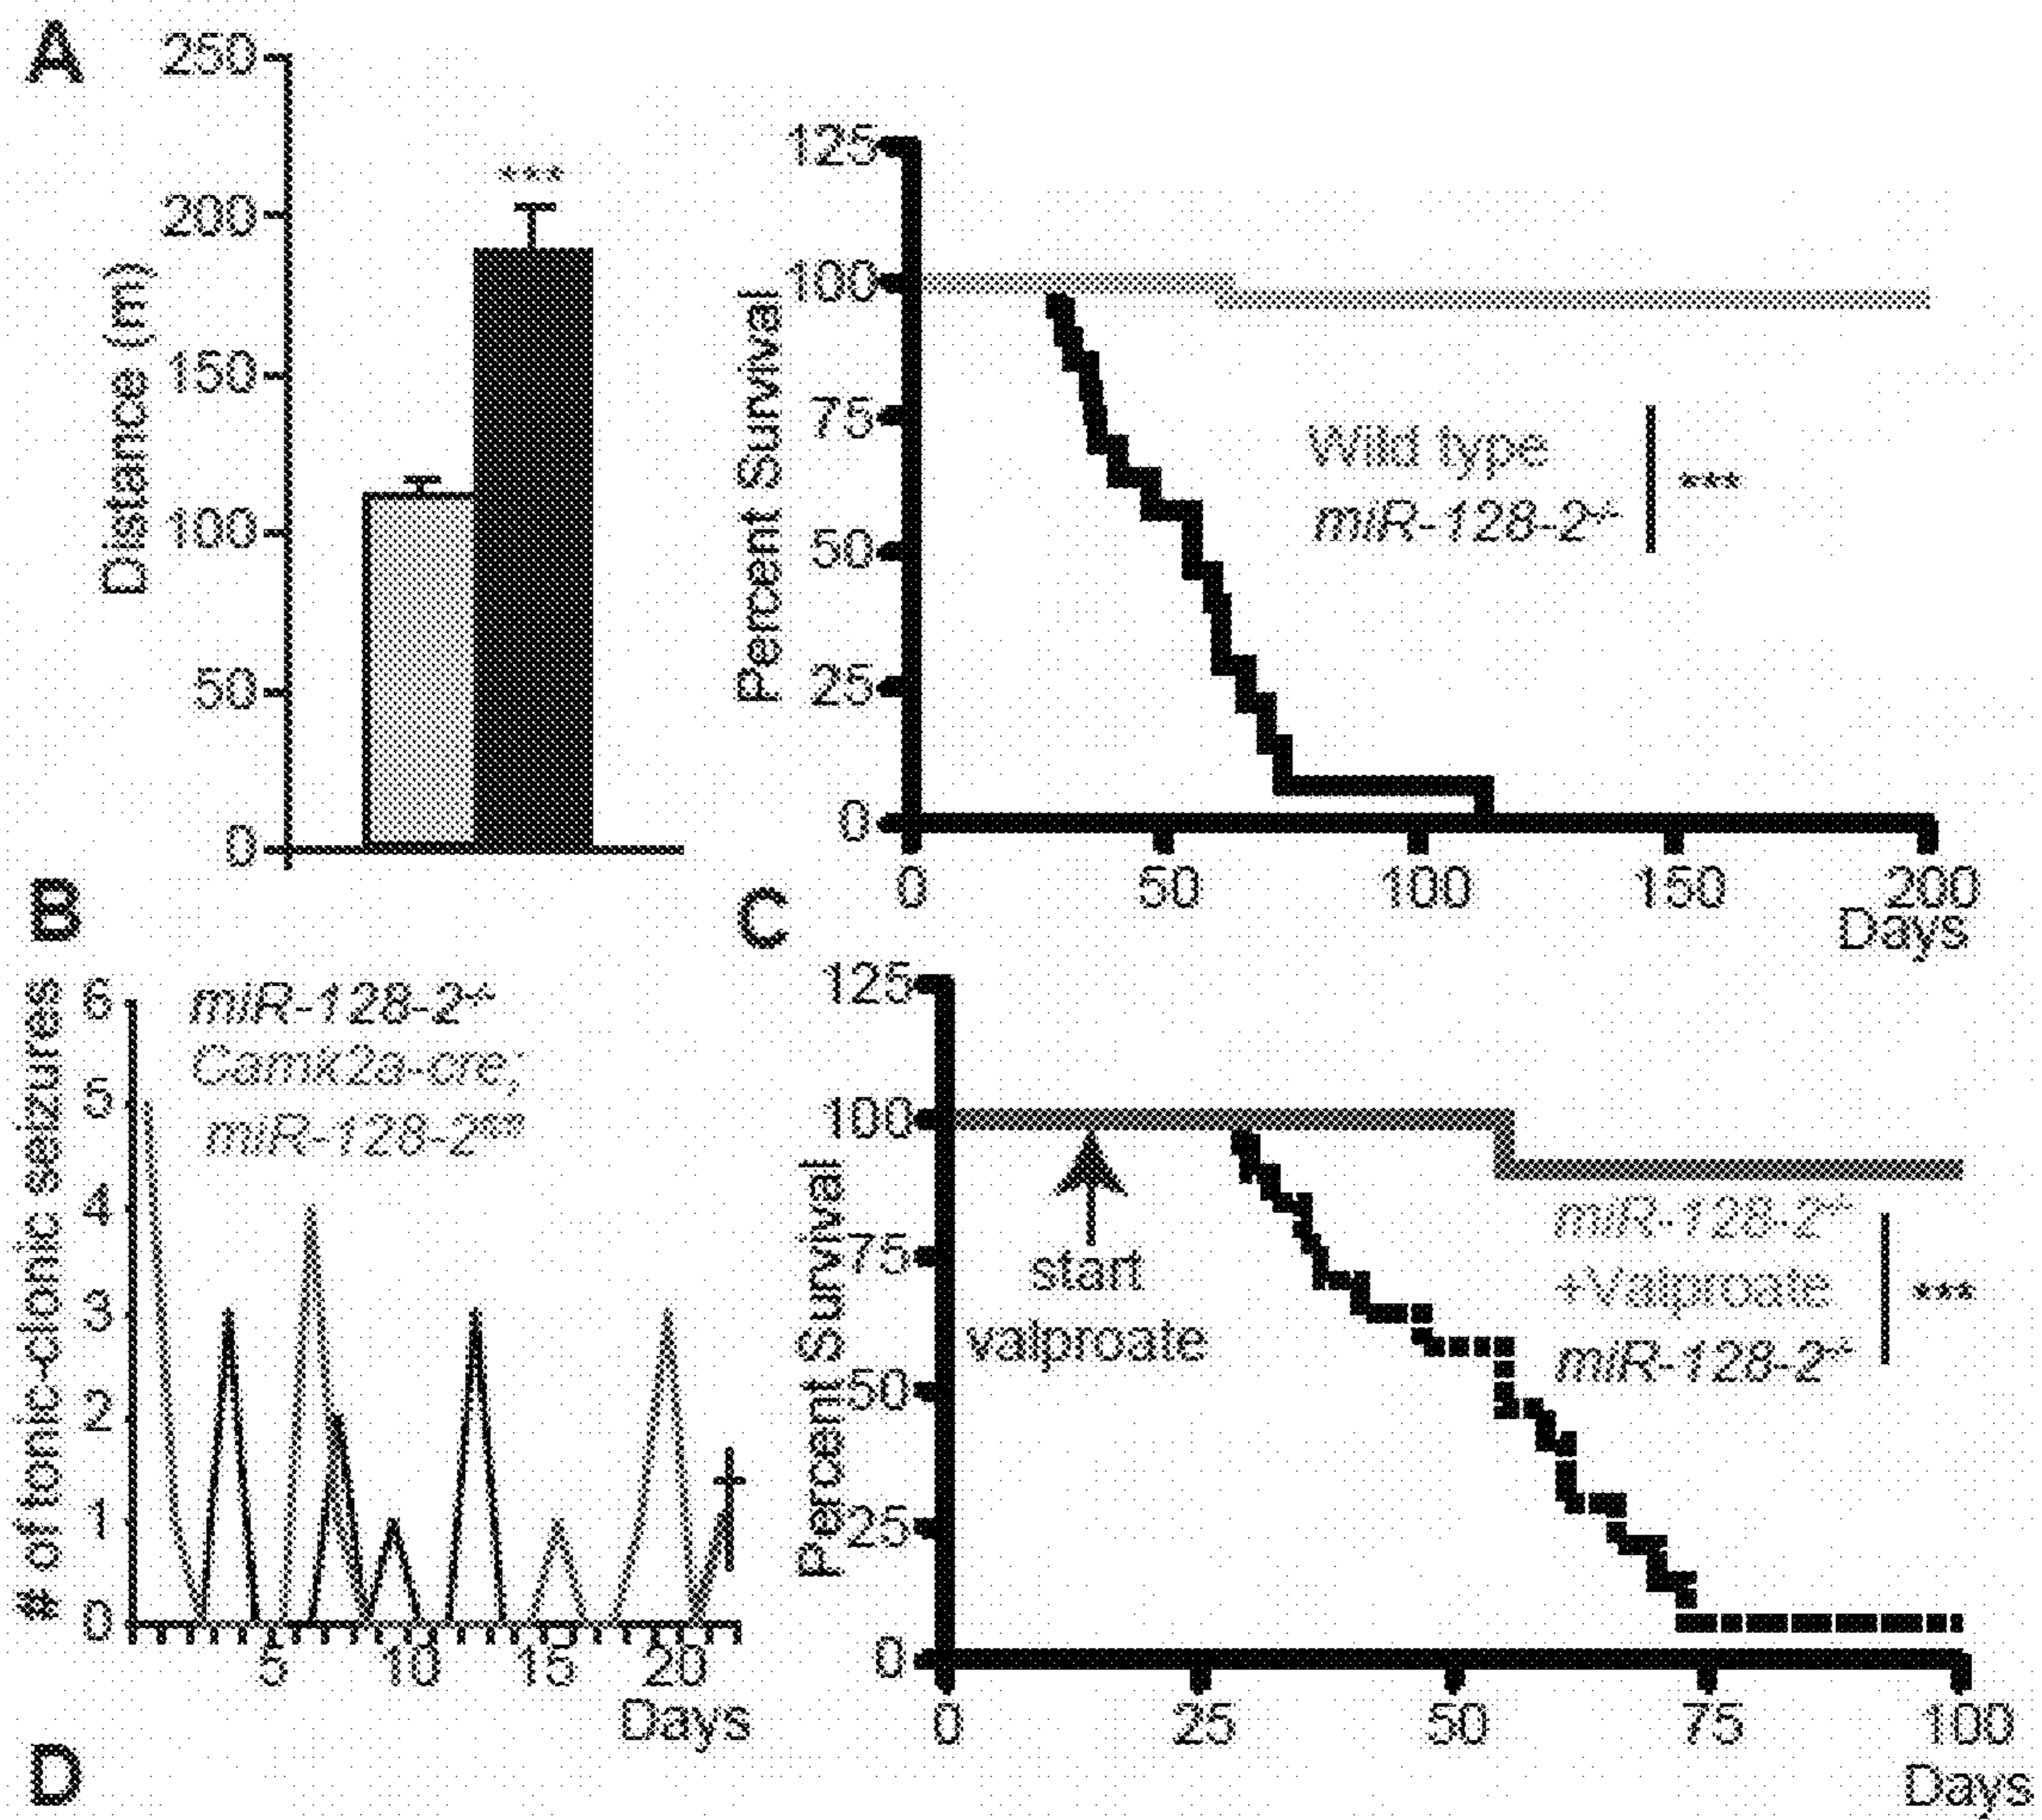 A
250
200
150
100
50
0
Distance (m)
***
125
100
75
50
25
0
Percent Survival
Wild type
miR-128-2-/-
***
0 50 100 150 200
Days
B
C
# of tonic-clonic seizures
6
5
4
3
2
1
0
miR-128-2-/-
Camk2a-cre;
miR-128-2fl/fl
5 10 15 20
Days
125
100
75
50
25
0
Percent Survival
start
valproate
miR-128-2-/-
+Valproate
miR-128-2-/-
***
0 25 50 75 100
Days
D